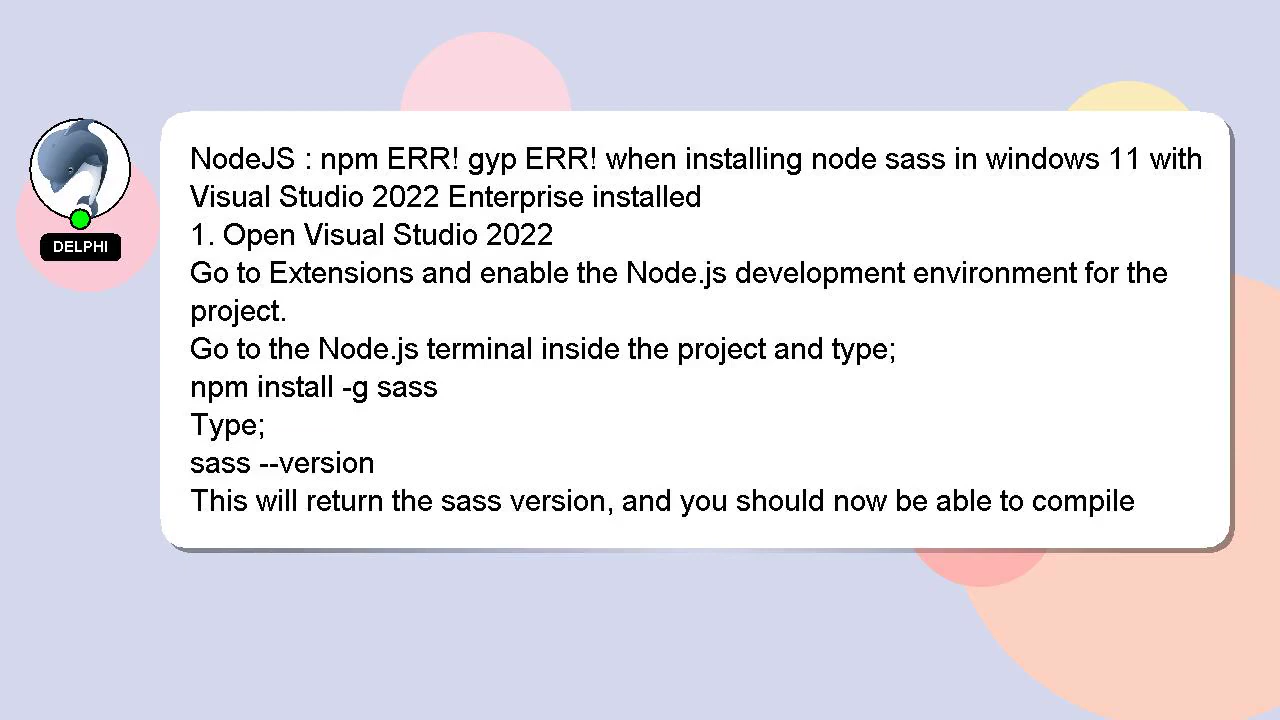 DELPHI
NodeJS : npm ERR! gyp ERR! when installing node sass in windows 11 with
Visual Studio 2022 Enterprise installed
1. Open Visual Studio 2022
Go to Extensions and enable the Node.js development environment for the
project.
Go to the Node.js terminal inside the project and type;
npm install -g sass
Type;
sass --version
This will return the sass version, and you should now be able to compile